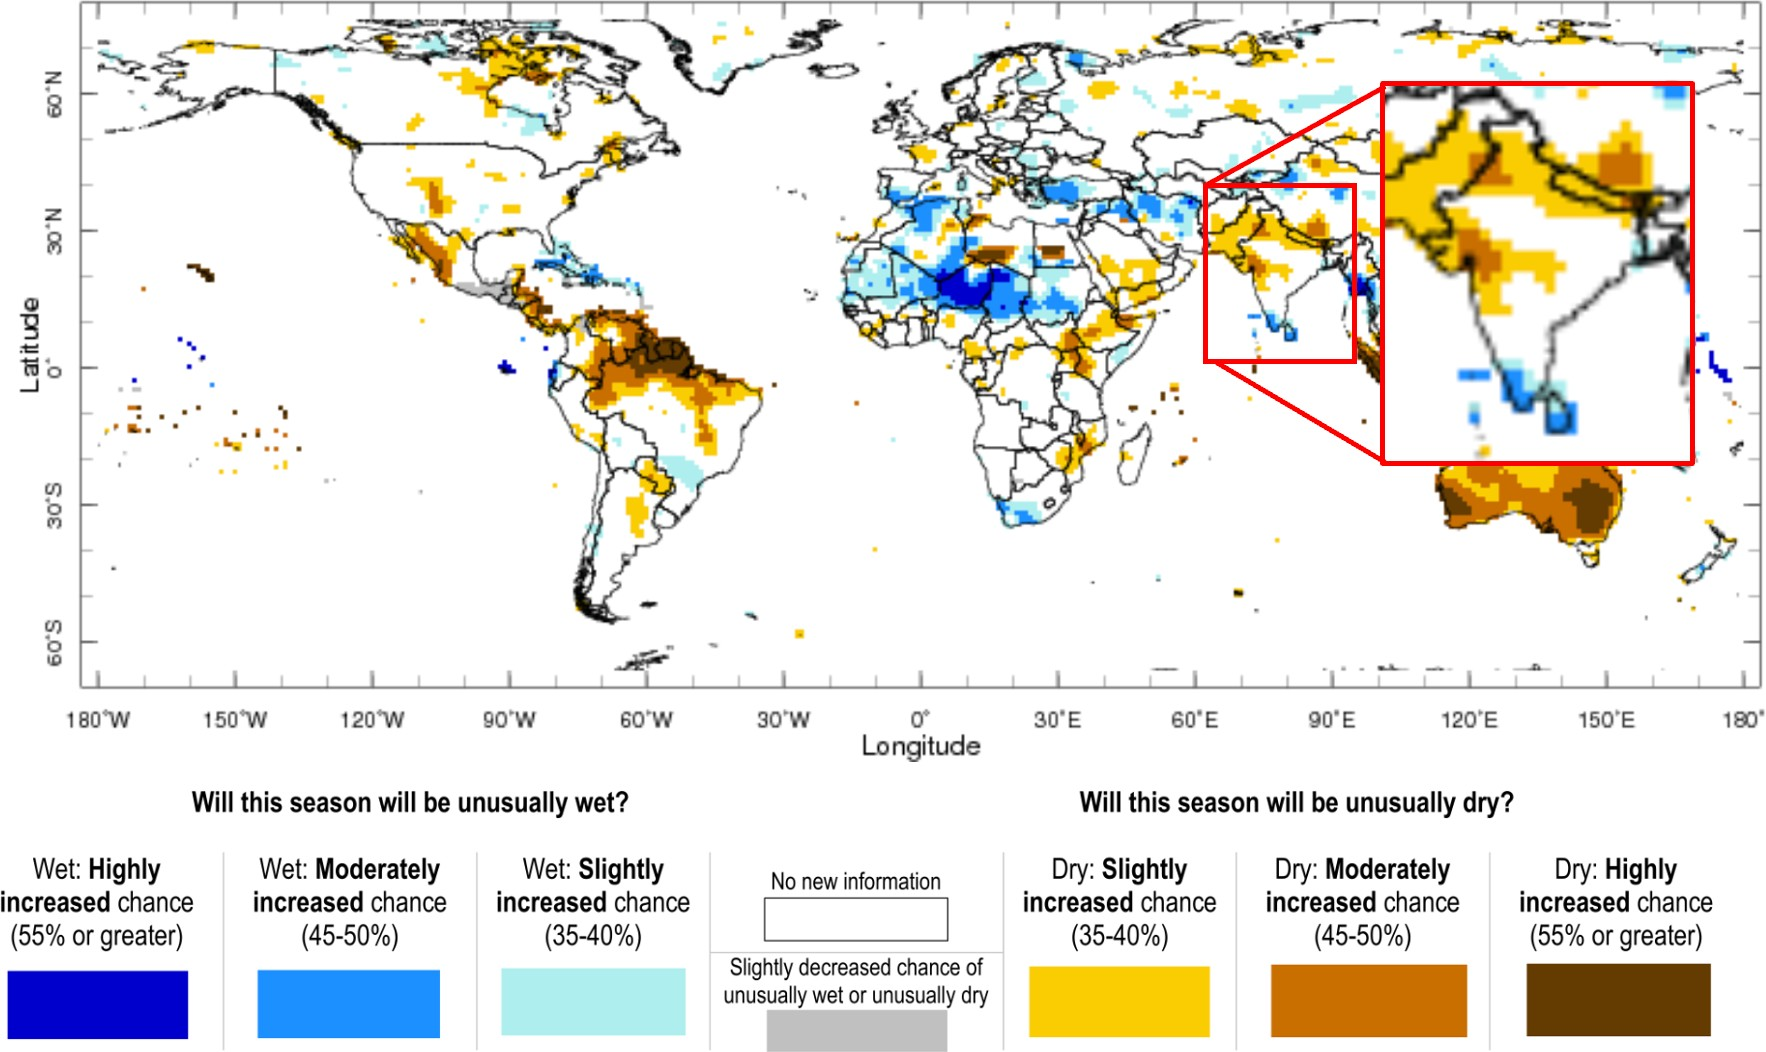 Latitude
60°N
30°N
0°
30°S
60°S
180°W 150°W 120°W 90°W 60°W 30°W 0° 30°E 60°E 90°E 120°E 150°E 180°
Longitude
Will this season will be unusually wet?
Will this season will be unusually dry?
Wet: Highly
increased chance
(55% or greater)
Wet: Moderately
increased chance
(45-50%)
Wet: Slightly
increased chance
(35-40%)
No new information
Slightly decreased chance of
unusually wet or unusually dry
Dry: Slightly
increased chance
(35-40%)
Dry: Moderately
increased chance
(45-50%)
Dry: Highly
increased chance
(55% or greater)